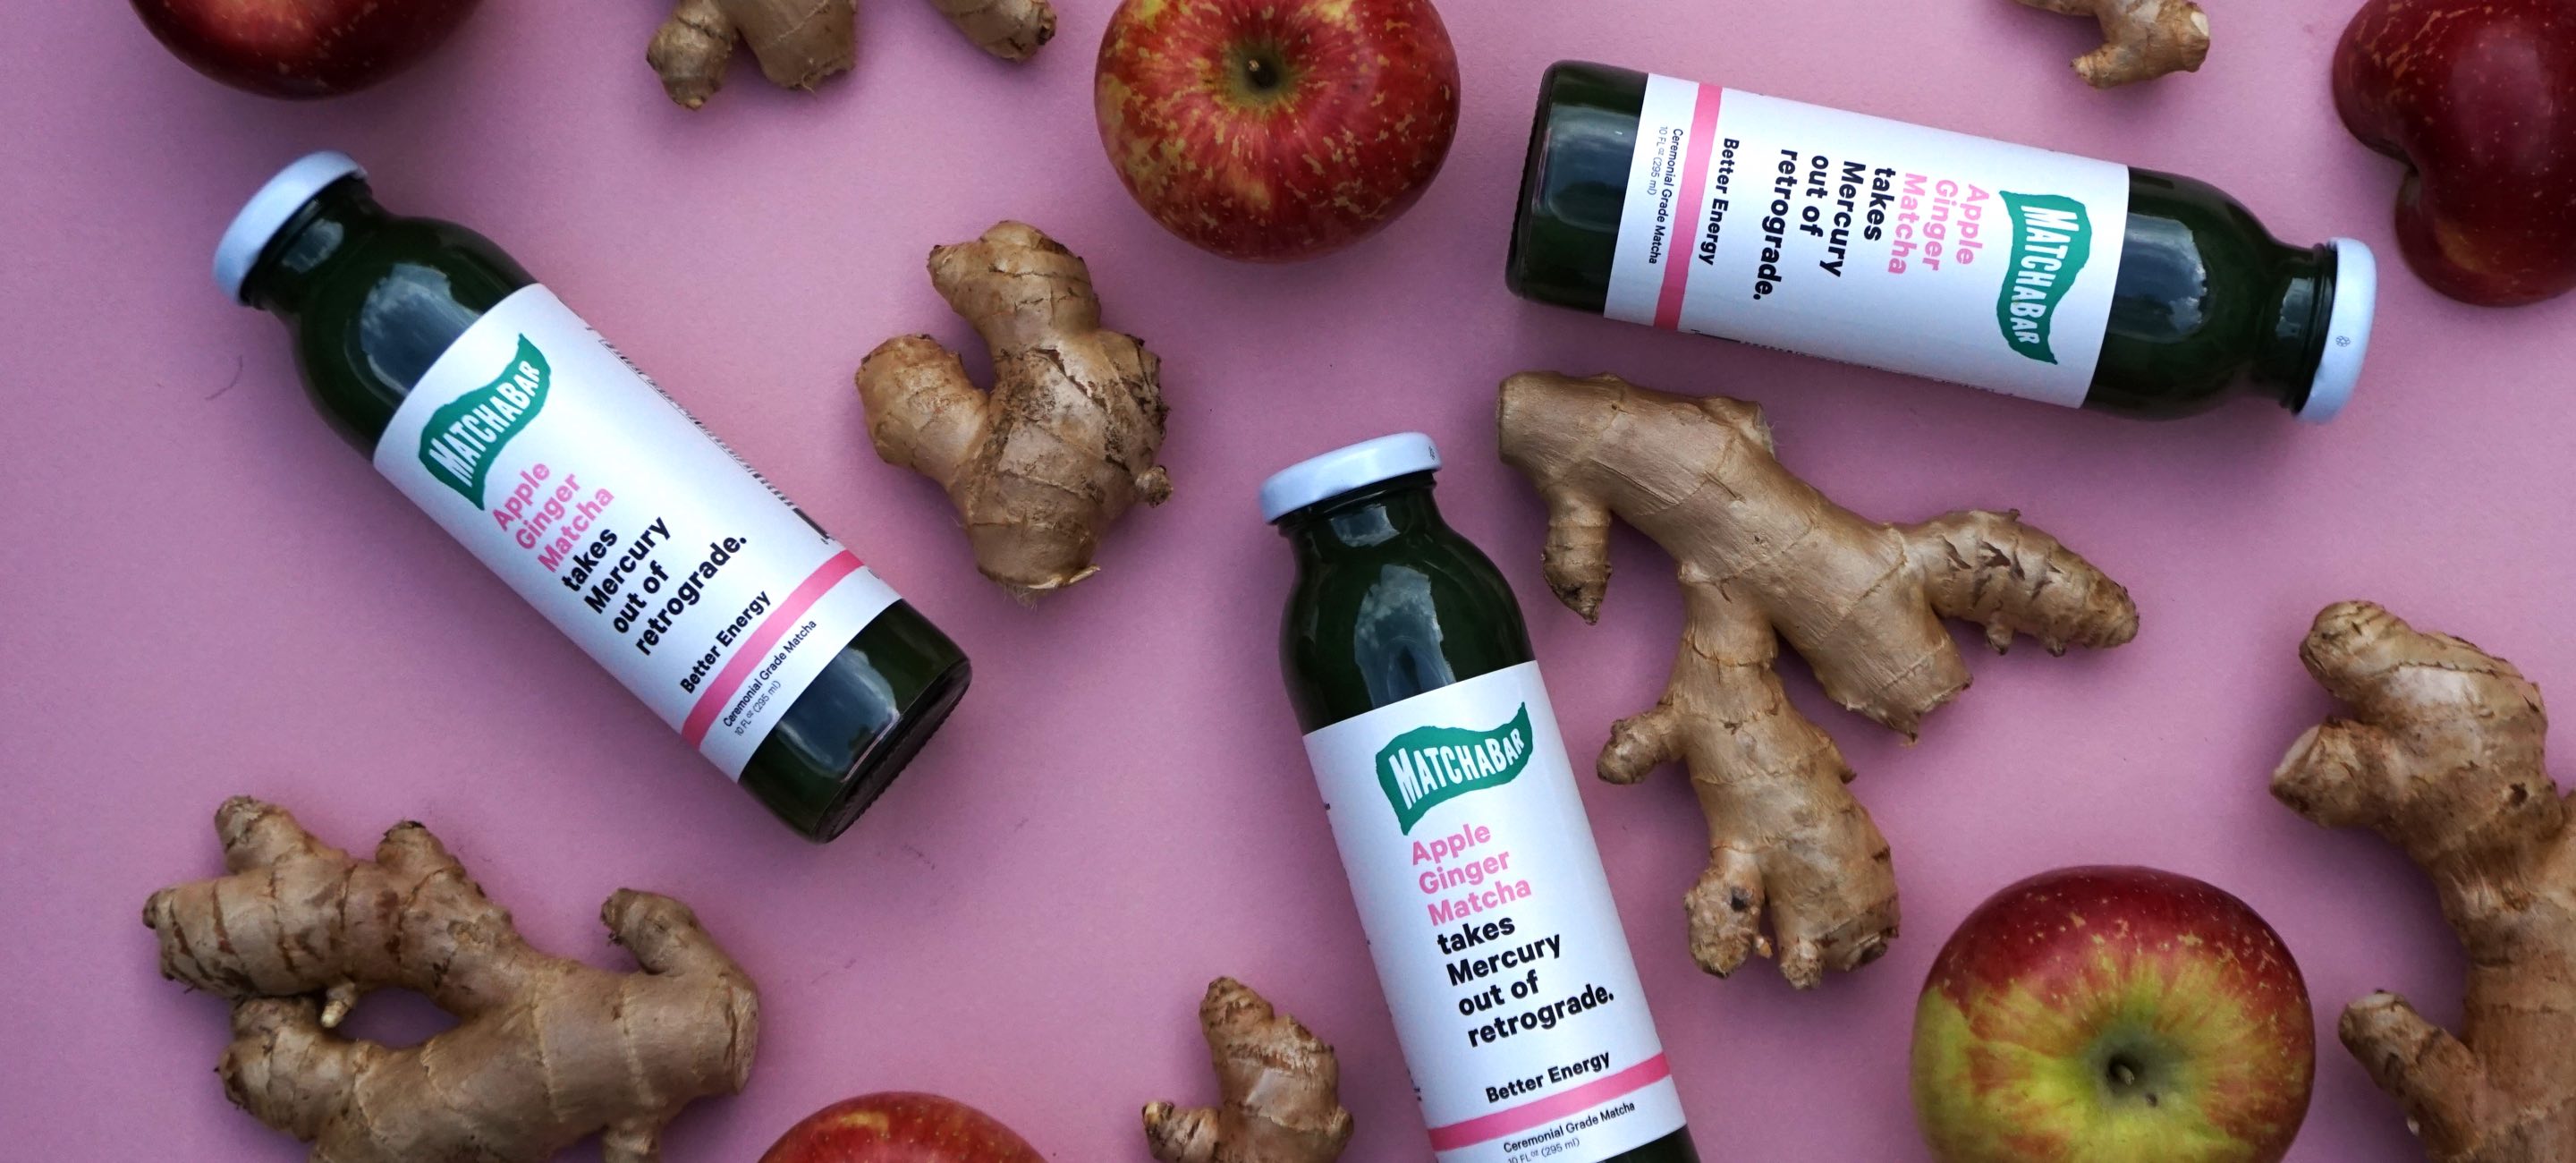 MATCHABAR
Apple
Ginger
Matcha
takes
Mercury
out of
retrograde.
Better Energy
Ceremonial Grade Matcha
10 FL oz (295 ml)
MATCHABAR
Apple
Ginger
Matcha
takes
Mercury
out of
retrograde.
Better Energy
Ceremonial Grade Matcha
10 FL oz (295 ml)
MATCHABAR
Apple
Ginger
Matcha
takes
Mercury
out of
retrograde.
Better Energy
Ceremonial Grade Matcha
10 FL oz (295 ml)